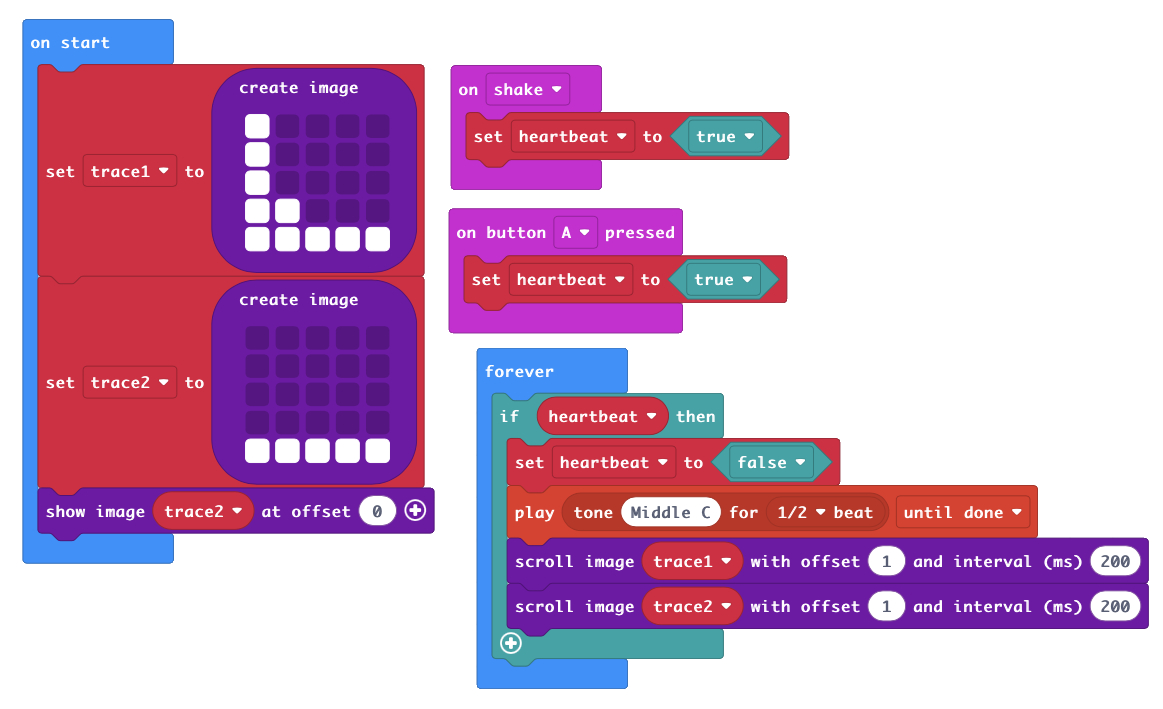 on start
create image
set trace1 to
create image
set trace2 to
show image trace2 at offset 0
on shake
set heartbeat to true
on button A pressed
set heartbeat to true
forever
if heartbeat then
set heartbeat to false
play tone Middle C for 1/2 beat until done
scroll image trace1 with offset 1 and interval (ms) 200
scroll image trace2 with offset 1 and interval (ms) 200